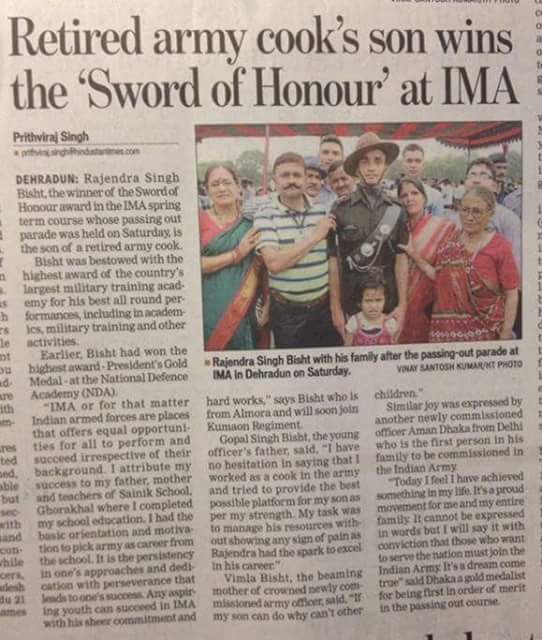 Retired army cook's son wins
the 'Sword of Honour' at IMA
Prithviraj Singh
prithviraj.singh@hindustantimes.com
DEHRADUN: Rajendra Singh
Bisht, the winner of the Sword of
Honour award in the IMA spring
term course whose passing out
parade was held on Saturday, is
the son of a retired army cook.
Bisht was bestowed with the
highest award of the country's
largest military training acad-
emy for his best all round per-
formances, including in academ-
ics, military training and other
activities.
Earlier, Bisht had won the
highest award - President's Gold
Medal - at the National Defence
Academy (NDA).
"IMA or for that matter
Indian armed forces are places
that offers equal opportuni-
ties for all to perform and
succeed irrespective of their
background. I attribute my
success to my father, mother
and teachers of Sainik School,
Ghorakhal where I completed
my school education. I had the
basic orientation and motiva-
tion to pick army as career from
the school. It is the persistency
in one's approaches and dedi-
cation with perseverance that
leads to one's success. Any aspir-
ing youth can succeed in IMA
with his sheer commitment and
Rajendra Singh Bisht with his family after the passing-out parade at
IMA in Dehradun on Saturday.
VINAY SANTOSH KUMAR/HT PHOTO
hard works," says Bisht who is
from Almora and will soon join
Kumaon Regiment.
Gopal Singh Bisht, the young
officer's father, said, "I have
no hesitation in saying that I
worked as a cook in the army
and tried to provide the best
possible platform for my son as
per my strength. My task was
to manage his resources with-
out showing any sign of pain as
Rajendra had the spark to excel
in his career."
Vimla Bisht, the beaming
mother of crowned newly com-
missioned army officer, said, "If
my son can do why can't other
children."
Similar joy was expressed by
another newly commissioned
officer Aman Dhaka from Delhi
who is the first person in his
family to be commissioned in
the Indian Army.
"Today I feel I have achieved
something in my life. It's a proud
movement for me and my entire
family. It cannot be expressed
in words but I will say it with
conviction that those who want
to serve the nation must join the
Indian Army. It's a dream come
true" said Dhaka a gold medalist
for being first in order of merit
in the passing out course.